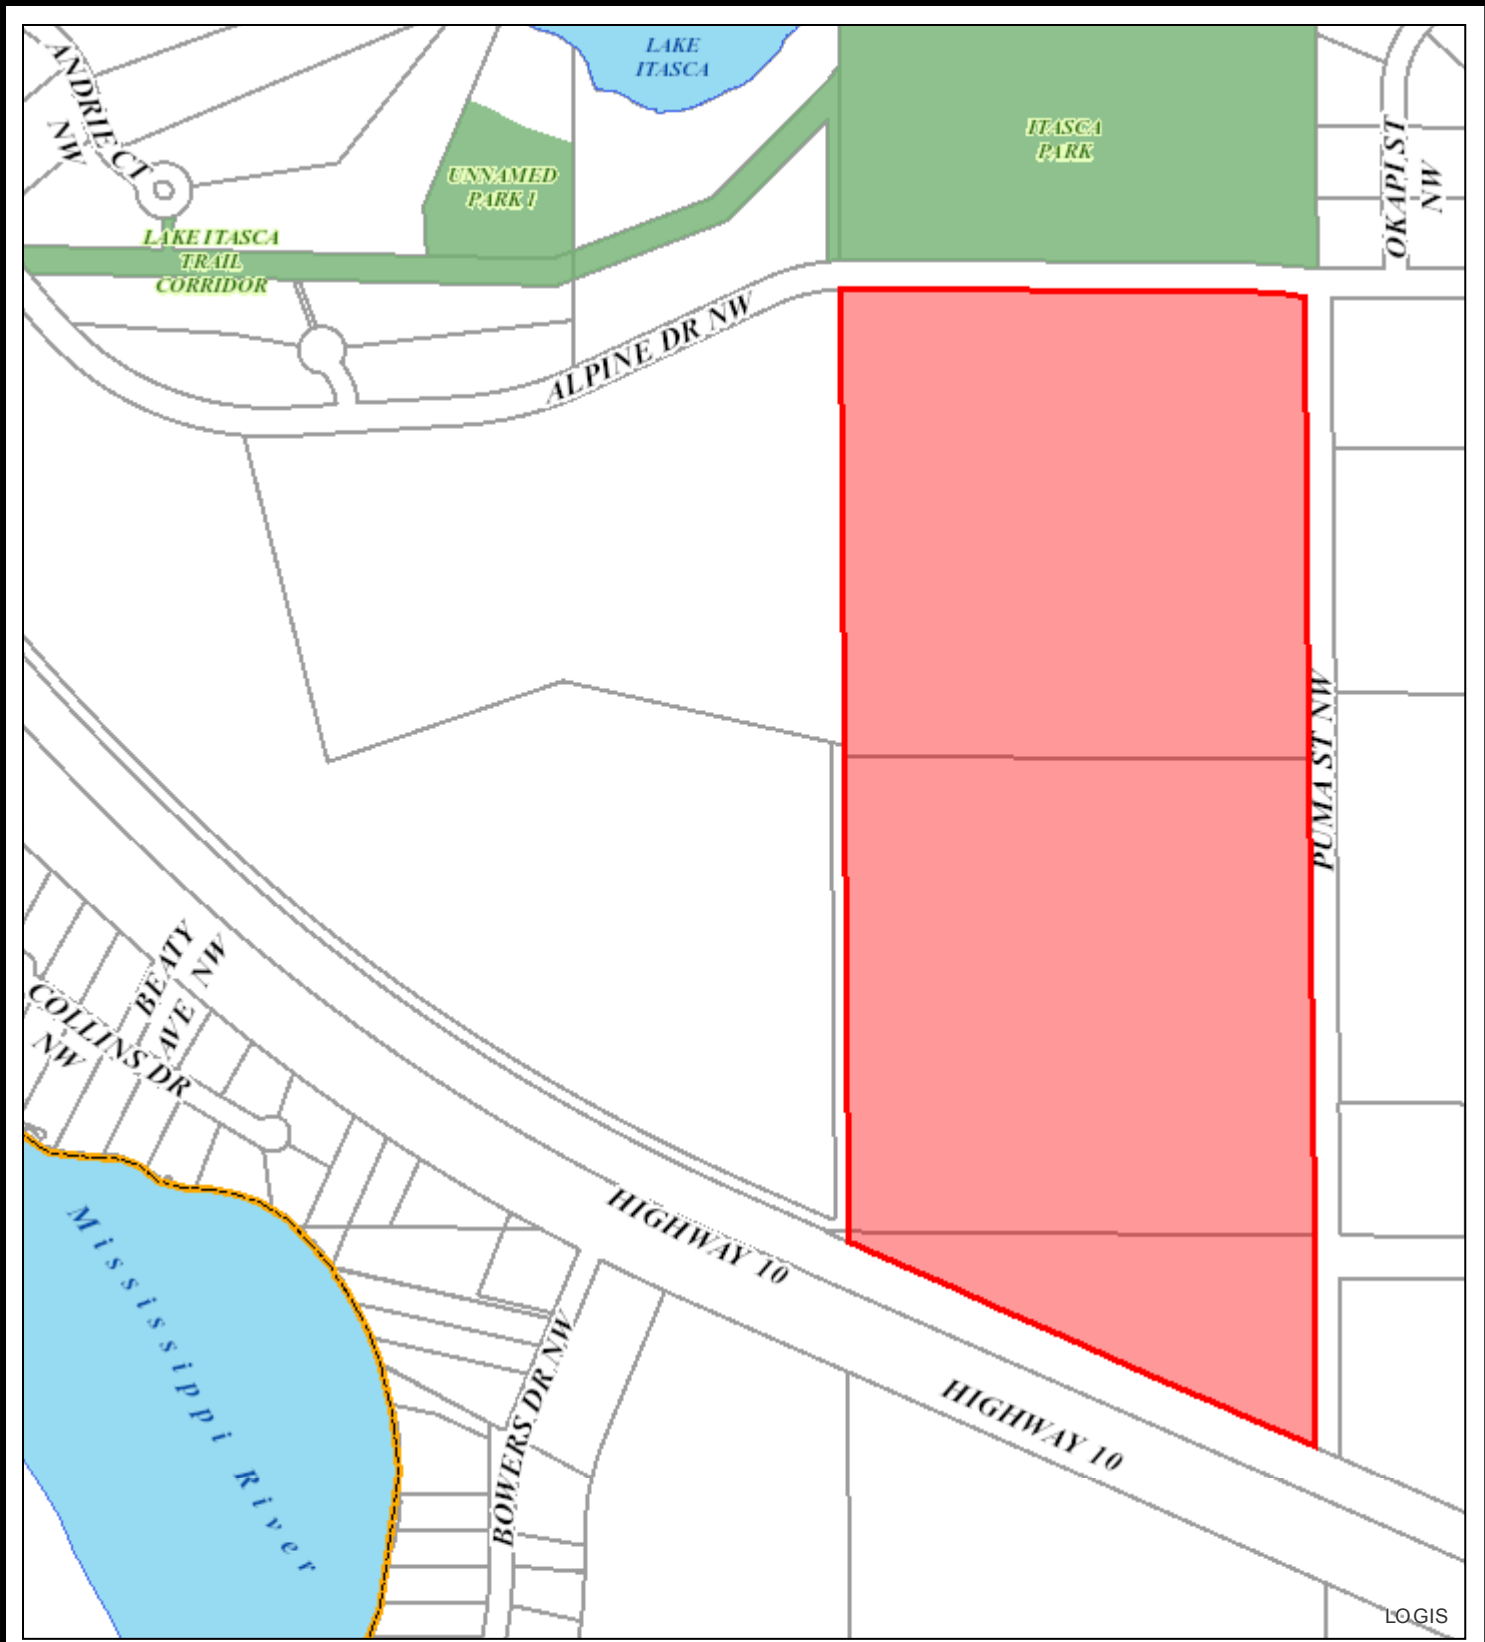 LAKE
ITASCA
ANDRIE CT
NW
ITASCA
PARK
OKAPI ST
NW
UNNAMED
PARK 1
LAKE ITASCA
TRAIL
CORRIDOR
ALPINE DR NW
PUMA ST NW
BEATY
AVE NW
COLLINS DR
NW
HIGHWAY 10
Mississippi River
BOWERS DR NW
HIGHWAY 10
LOGIS